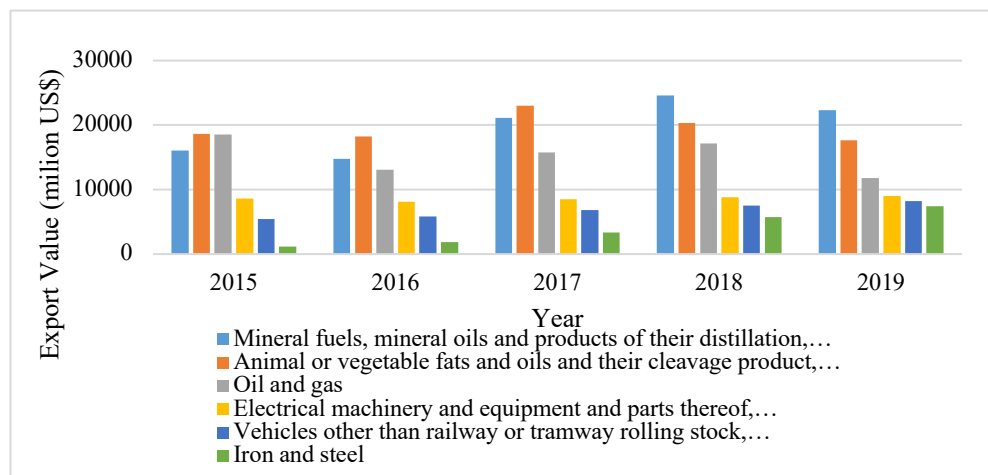 Export Value (milion US$)
30000
20000
10000
0
2015 2016 2017 2018 2019
Year
Mineral fuels, mineral oils and products of their distillation,…
Animal or vegetable fats and oils and their cleavage product,…
Oil and gas
Electrical machinery and equipment and parts thereof,…
Vehicles other than railway or tramway rolling stock,…
Iron and steel